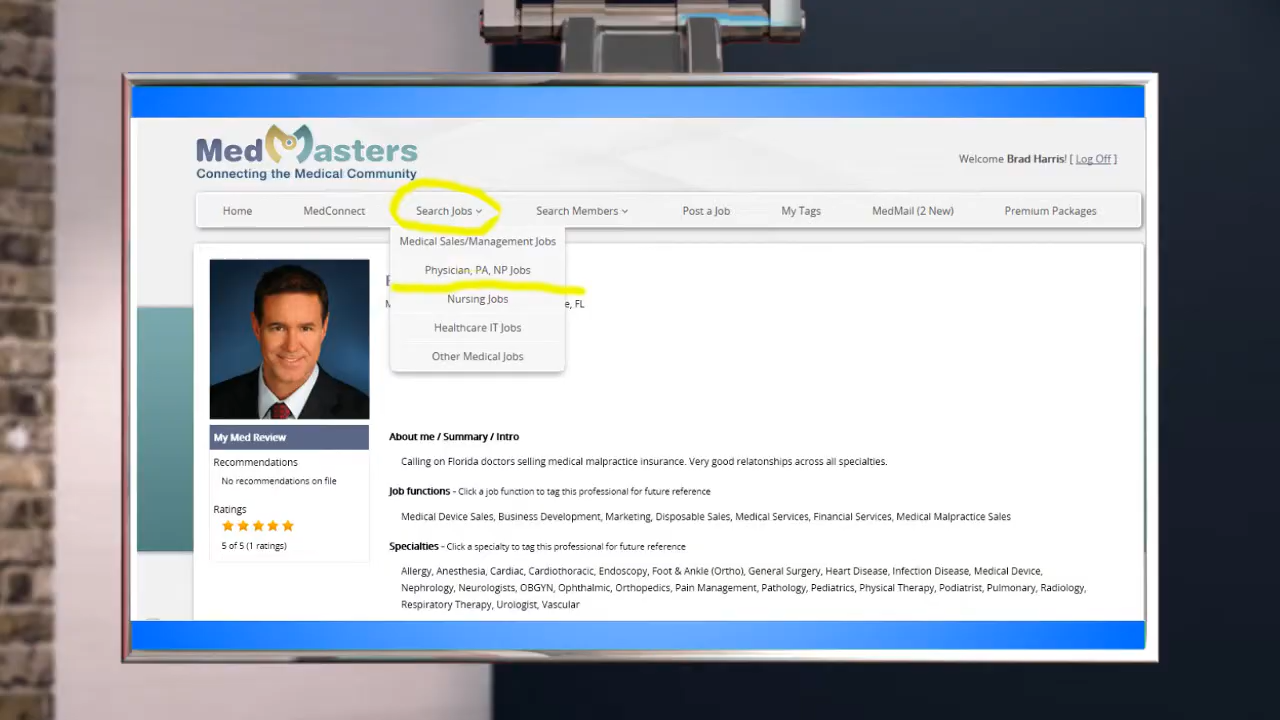 MedMasters
Connecting the Medical Community
Welcome Brad Harris! [ Log Off ]
Home MedConnect Search Jobs Search Members Post a Job My Tags MedMail (2 New) Premium Packages
Medical Sales/Management Jobs
Physician, PA, NP Jobs
Nursing Jobs
e, FL
Healthcare IT Jobs
Other Medical Jobs
My Med Review
Recommendations
No recommendations on file
Ratings
5 of 5 (1 ratings)
About me / Summary / Intro
Calling on Florida doctors selling medical malpractice insurance. Very good relatonships across all specialties.
Job functions - Click a job function to tag this professional for future reference
Medical Device Sales, Business Development, Marketing, Disposable Sales, Medical Services, Financial Services, Medical Malpractice Sales
Specialties - Click a specialty to tag this professional for future reference
Allergy, Anesthesia, Cardiac, Cardiothoracic, Endoscopy, Foot & Ankle (Ortho), General Surgery, Heart Disease, Infection Disease, Medical Device,
Nephrology, Neurologists, OBGYN, Ophthalmic, Orthopedics, Pain Management, Pathology, Pediatrics, Physical Therapy, Podiatrist, Pulmonary, Radiology,
Respiratory Therapy, Urologist, Vascular